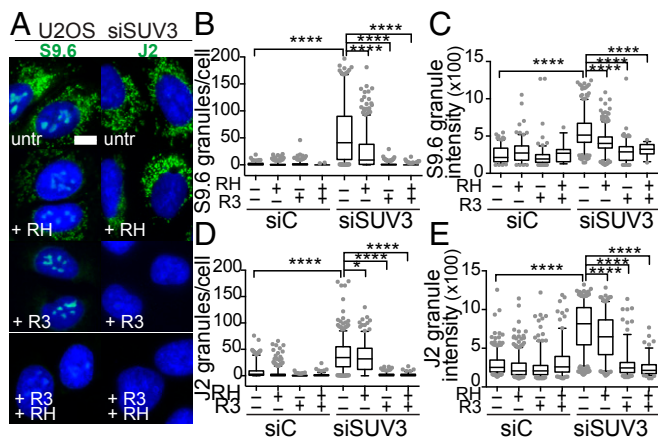 A
U2OS siSUV3
S9.6 J2
untr untr
+ RH + RH
+ R3 + R3
+ R3 + R3
+ RH + RH
B
S9.6 granules/cell
200
150
100
50
0
****
****
****
****
RH − + − + − + − +
R3 − − + + − − + +
siC siSUV3
C
S9.6 granule
intensity (x100)
15
10
5
0
****
****
****
****
RH − + − + − + − +
R3 − − + + − − + +
siC siSUV3
D
J2 granules/cell
200
150
100
50
0
****
****
****
*
RH − + − + − + − +
R3 − − + + − − + +
siC siSUV3
E
J2 granule
intensity (x100)
15
10
5
0
****
****
****
****
RH − + − + − + − +
R3 − − + + − − + +
siC siSUV3